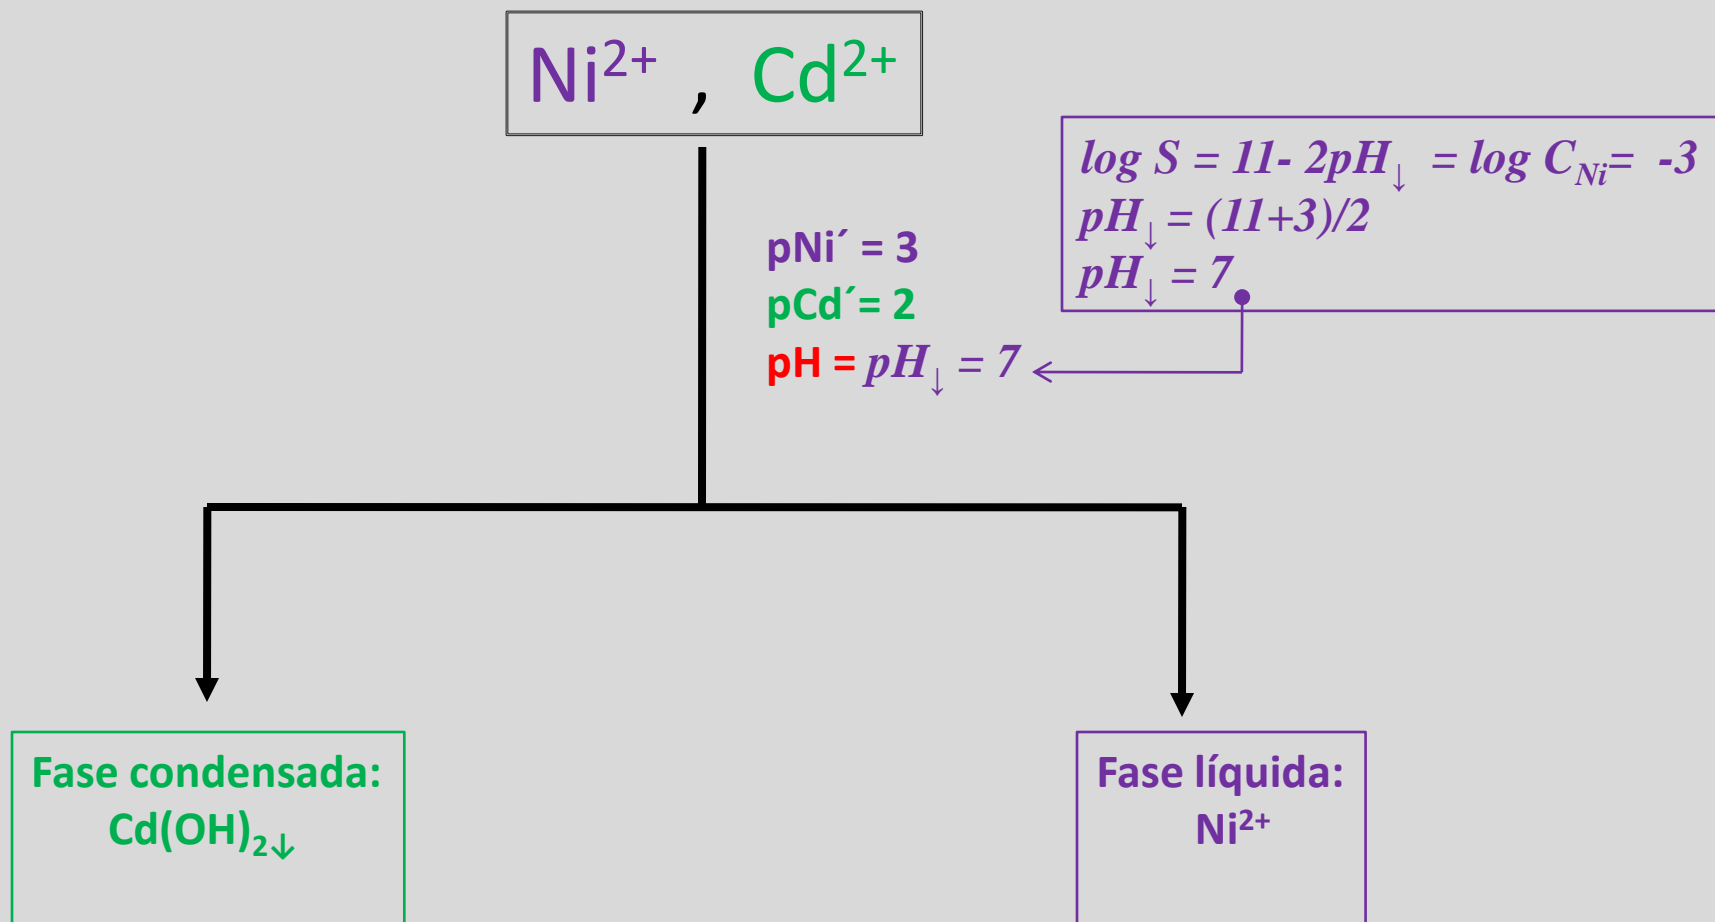 Ni²⁺ , Cd²⁺
log S = 11- 2pH↓ = log C_Ni= -3
pH↓ = (11+3)/2
pH↓ = 7
pNi´ = 3
pCd´= 2
pH = pH↓ = 7
Fase condensada:
Cd(OH)₂↓
Fase líquida:
Ni²⁺